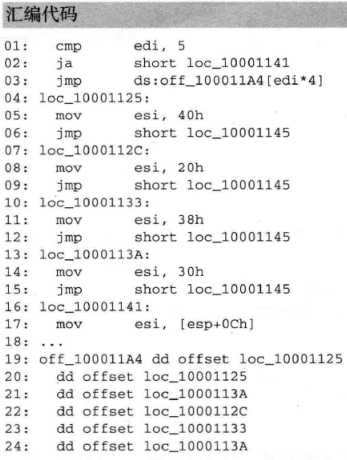 汇编代码
01: cmp edi, 5
02: ja short loc_10001141
03: jmp ds:off_100011A4[edi*4]
04: loc_10001125:
05: mov esi, 40h
06: jmp short loc_10001145
07: loc_1000112C:
08: mov esi, 20h
09: jmp short loc_10001145
10: loc_10001133:
11: mov esi, 38h
12: jmp short loc_10001145
13: loc_1000113A:
14: mov esi, 30h
15: jmp short loc_10001145
16: loc_10001141:
17: mov esi, [esp+0Ch]
18: ...
19: off_100011A4 dd offset loc_10001125
20: dd offset loc_10001125
21: dd offset loc_1000113A
22: dd offset loc_1000112C
23: dd offset loc_10001133
24: dd offset loc_1000113A